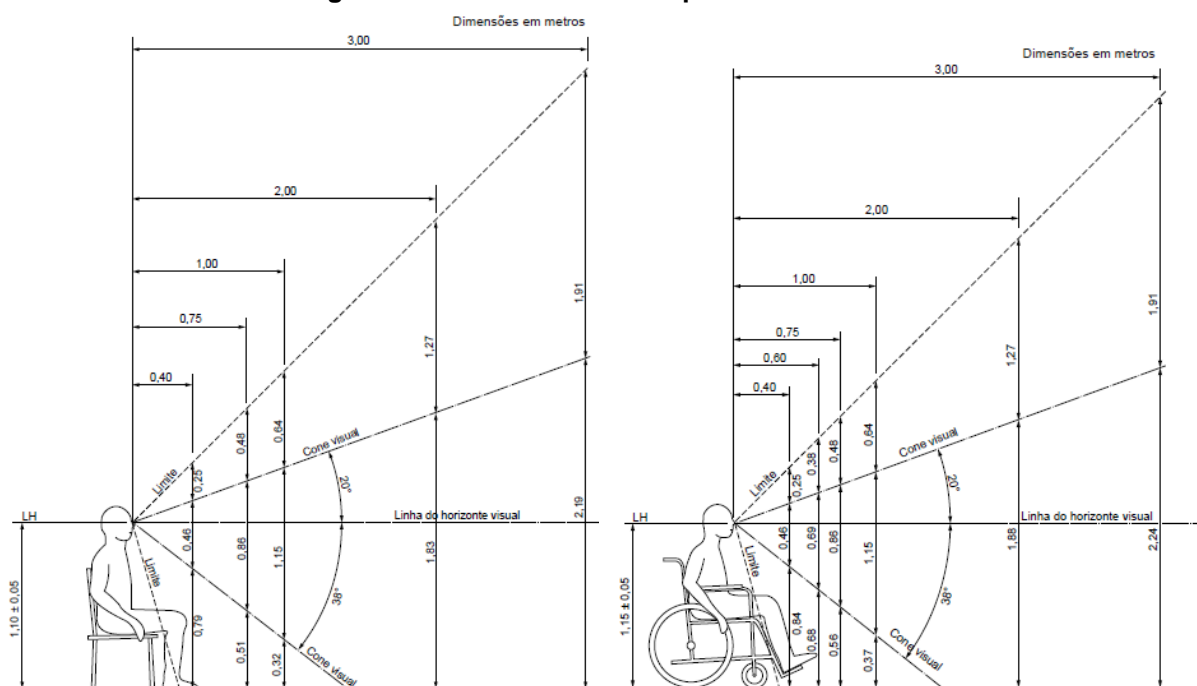 Dimensões em metros
3,00
2,00
1,00
0,75
0,40
1,91
1,27
0,64
0,48
0,25
Cone visual
Limite
20°
LH
Linha do horizonte visual
2,19
1,83
1,15
0,86
0,46
Limite
38°
1,10 ± 0,05
0,79
0,51
0,32
Cone visual
Dimensões em metros
3,00
2,00
1,00
0,75
0,60
0,40
1,91
1,27
0,64
0,48
0,38
0,25
Cone visual
Limite
20°
LH
Linha do horizonte visual
2,24
1,88
1,15
0,86
0,69
0,46
Limite
38°
1,15 ± 0,05
0,84
0,68
0,56
0,37
Cone visual